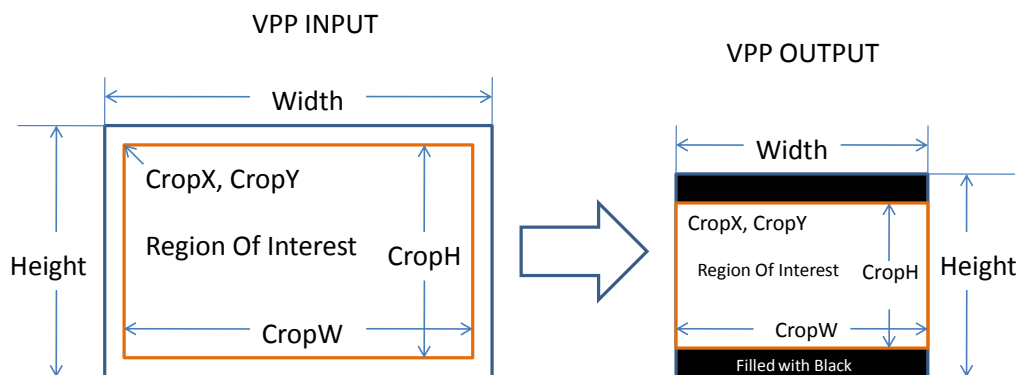 VPP INPUT
VPP OUTPUT
Width
Width
CropX, CropY
CropX, CropY
Region Of Interest
CropH
Region Of Interest
CropH
Height
Height
CropW
CropW
Filled with Black